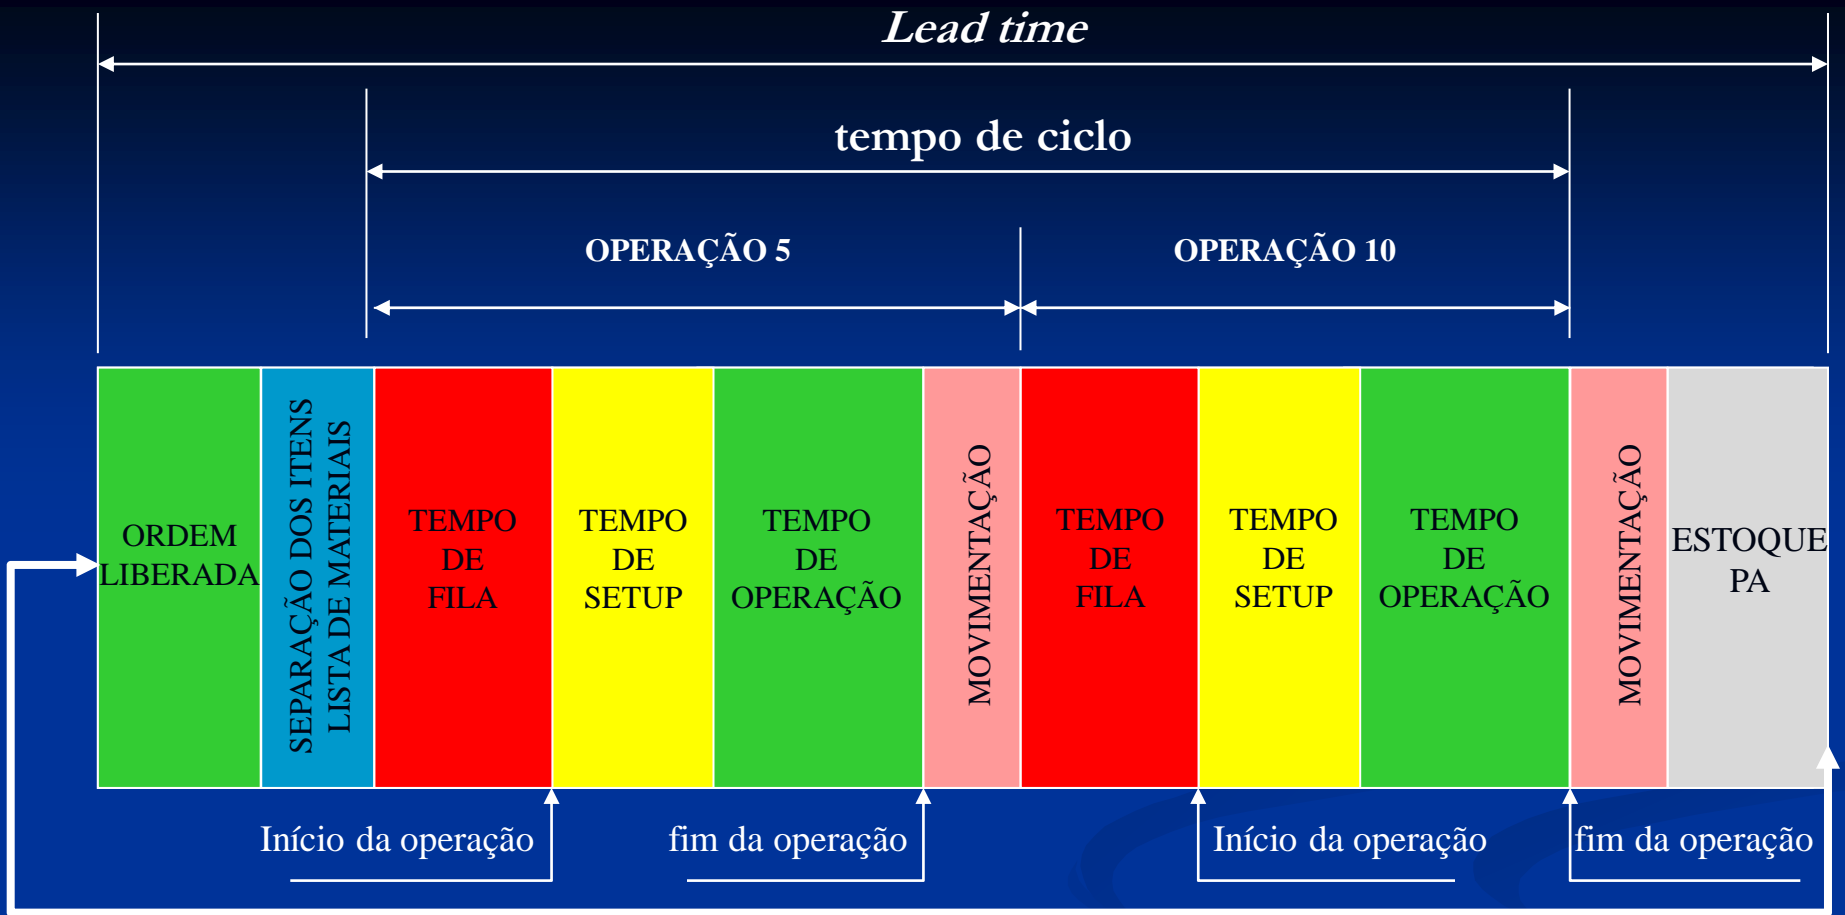 Lead time
tempo de ciclo
OPERAÇÃO 5
OPERAÇÃO 10
ORDEM
LIBERADA
SEPARAÇÃO DOS ITENS
LISTA DE MATERIAIS
TEMPO
DE
FILA
TEMPO
DE
SETUP
TEMPO
DE
OPERAÇÃO
MOVIMENTAÇÃO
TEMPO
DE
FILA
TEMPO
DE
SETUP
TEMPO
DE
OPERAÇÃO
MOVIMENTAÇÃO
ESTOQUE
PA
Início da operação
fim da operação
Início da operação
fim da operação